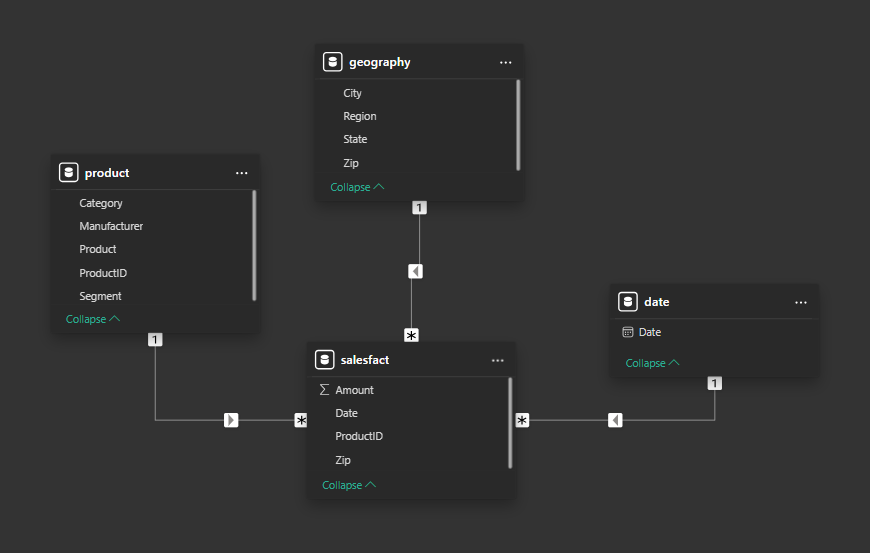 geography
City
Region
State
Zip
Collapse
1
product
Category
Manufacturer
Product
ProductID
Segment
Collapse
1
date
Date
Collapse
1
*
salesfact
Amount
Date
ProductID
Zip
Collapse
*
*